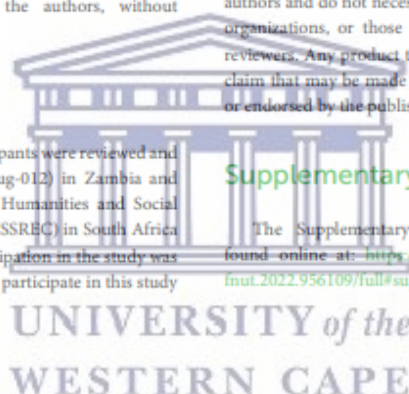 the authors, without
pants were reviewed and
ug-012) in Zambia and
Humanities and Social
SSREC) in South Africa
ipation in the study was
participate in this study
authors and do not neces
organizations, or those
reviewers. Any product t
claim that may be made
or endorsed by the publis
Supplementary
The Supplementary
found online at: https:
fnut.2022.956109/full#su
UNIVERSITY of the
WESTERN CAPE